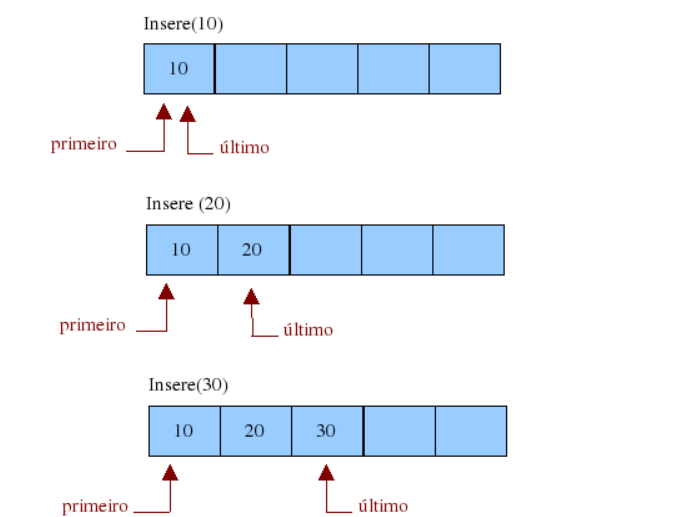 Insere(10)
10
primeiro
último
Insere (20)
10 20
primeiro
último
Insere(30)
10 20 30
primeiro
último